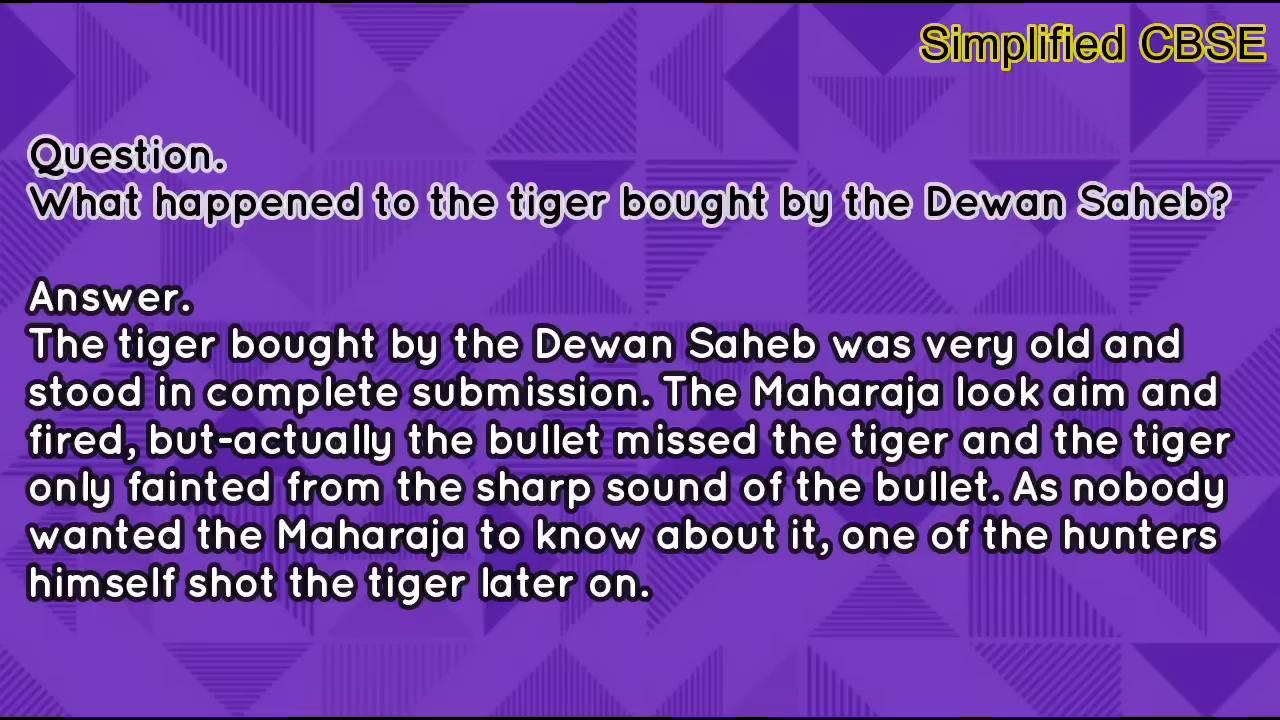 Simplified CBSE
Question.
What happened to the tiger bought by the Dewan Saheb?
Answer.
The tiger bought by the Dewan Saheb was very old and
stood in complete submission. The Maharaja look aim and
fired, but-actually the bullet missed the tiger and the tiger
only fainted from the sharp sound of the bullet. As nobody
wanted the Maharaja to know about it, one of the hunters
himself shot the tiger later on.